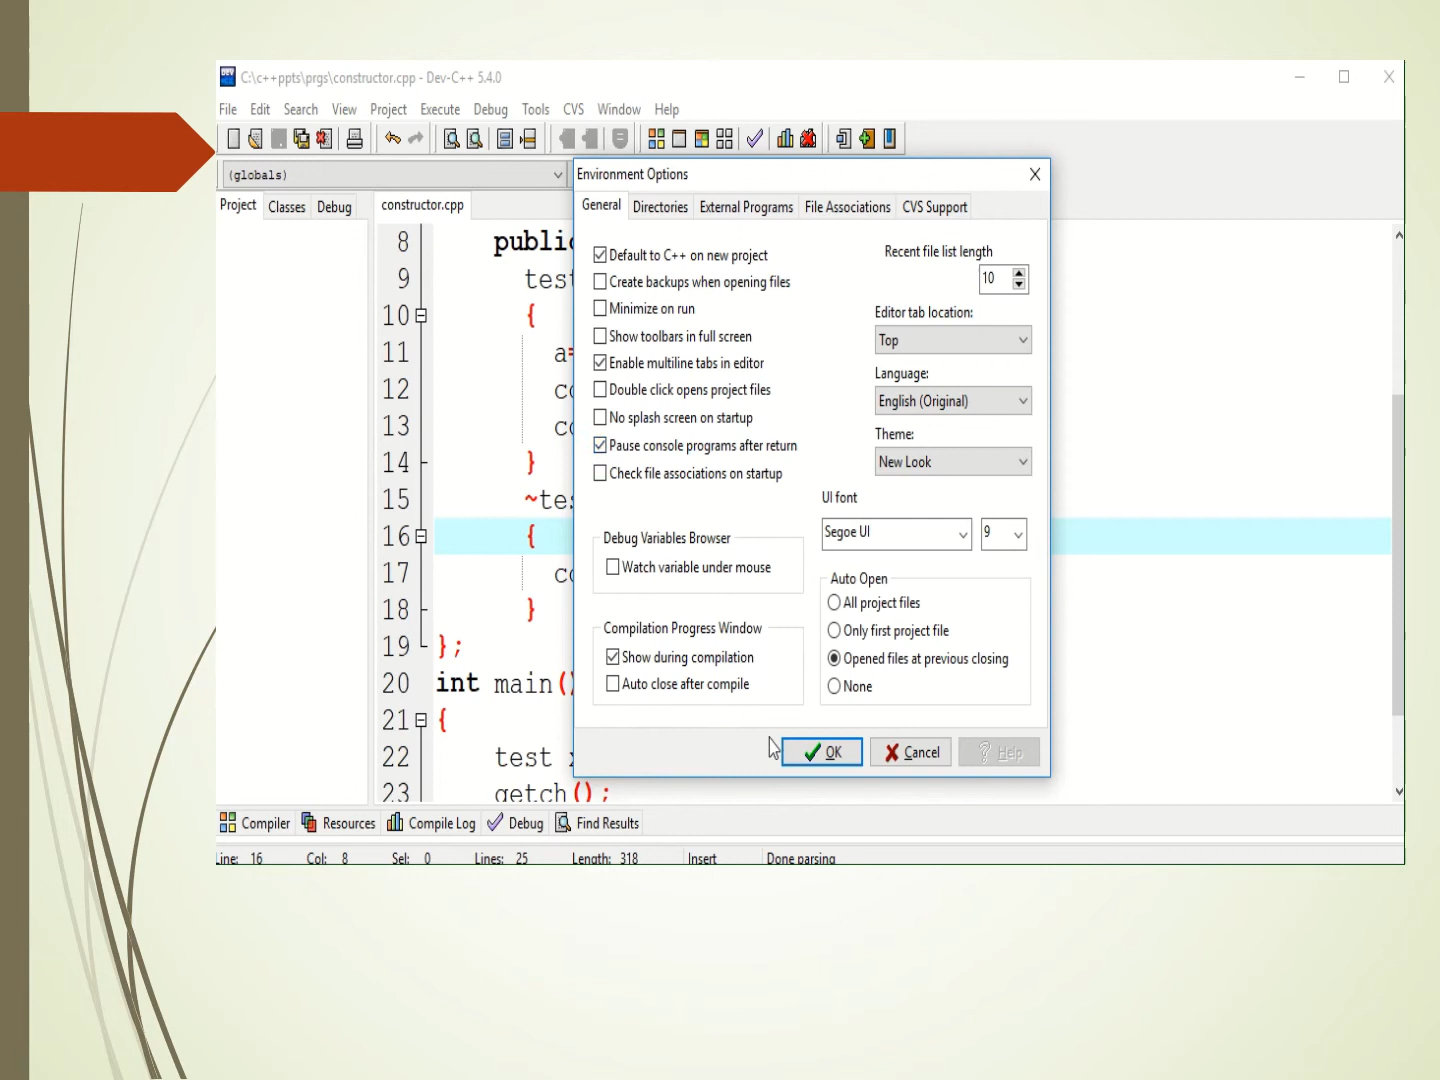 C:\c++ppts\prgs\constructor.cpp - Dev-C++ 5.4.0
File Edit Search View Project Execute Debug Tools CVS Window Help
(globals)
Project Classes Debug
constructor.cpp
8 public
9 test
10 {
11 a=
12 co
13 co
14 }
15 ~tes
16 {
17 co
18 }
19 };
20 int main()
21 {
22 test x
23 getch();
Environment Options
General Directories External Programs File Associations CVS Support
Default to C++ on new project
Create backups when opening files
Minimize on run
Show toolbars in full screen
Enable multiline tabs in editor
Double click opens project files
No splash screen on startup
Pause console programs after return
Check file associations on startup
Debug Variables Browser
Watch variable under mouse
Compilation Progress Window
Show during compilation
Auto close after compile
Recent file list length
10
Editor tab location:
Top
Language:
English (Original)
Theme:
New Look
UI font
Segoe UI 9
Auto Open
All project files
Only first project file
Opened files at previous closing
None
OK Cancel Help
Compiler Resources Compile Log Debug Find Results
Line: 16 Col: 8 Sel: 0 Lines: 25 Length: 318 Insert Done parsing